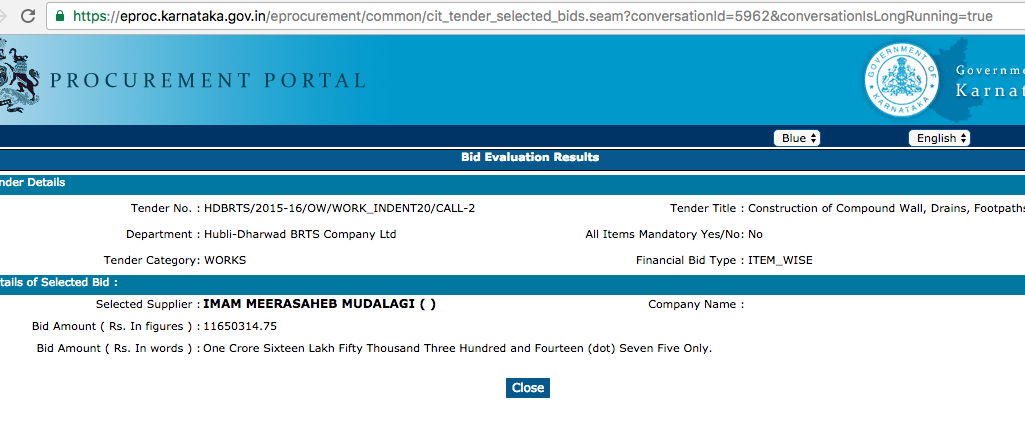 https://eproc.karnataka.gov.in/eprocurement/common/cit_tender_selected_bids.seam?conversationId=5962&conversationIsLongRunning=true
PROCUREMENT PORTAL
GOVERNMENT OF KARNATAKA
Governme
Karnat
Blue English
Bid Evaluation Results
nder Details
Tender No. : HDBRTS/2015-16/OW/WORK_INDENT20/CALL-2 Tender Title : Construction of Compound Wall, Drains, Footpaths
Department : Hubli-Dharwad BRTS Company Ltd All Items Mandatory Yes/No: No
Tender Category: WORKS Financial Bid Type : ITEM_WISE
tails of Selected Bid :
Selected Supplier : IMAM MEERASAHEB MUDALAGI ( ) Company Name :
Bid Amount ( Rs. In figures ) : 11650314.75
Bid Amount ( Rs. In words ) : One Crore Sixteen Lakh Fifty Thousand Three Hundred and Fourteen (dot) Seven Five Only.
Close